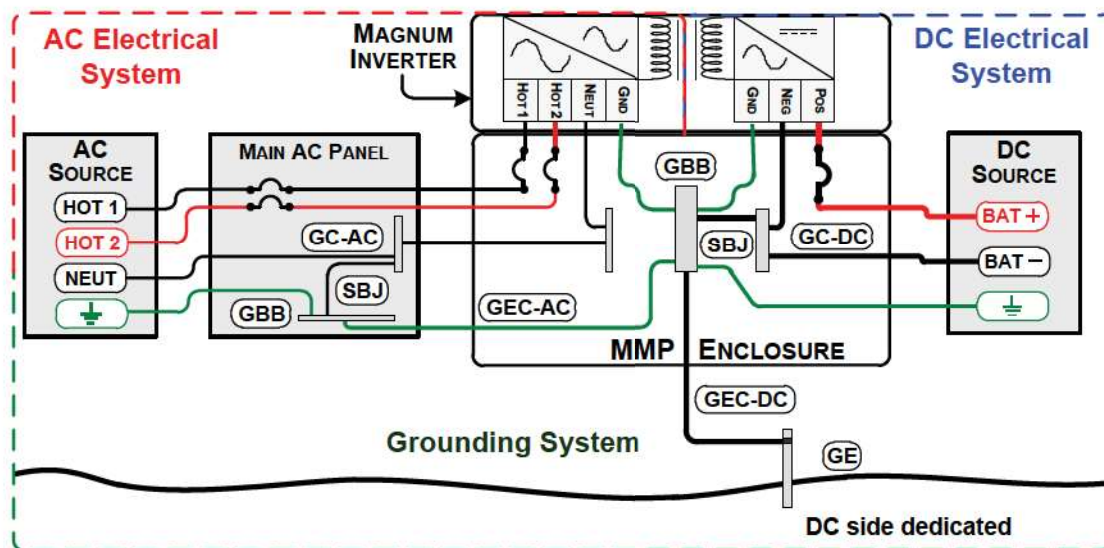 AC Electrical
System
MAGNUM
INVERTER
DC Electrical
System
HOT 1
HOT 2
NEUT
GND
GND
NEG
POS
AC
SOURCE
HOT 1
HOT 2
NEUT
MAIN AC PANEL
GC-AC
SBJ
GBB
GBB
SBJ
GC-DC
GEC-AC
MMP ENCLOSURE
DC
SOURCE
BAT +
BAT –
GEC-DC
Grounding System
GE
DC side dedicated